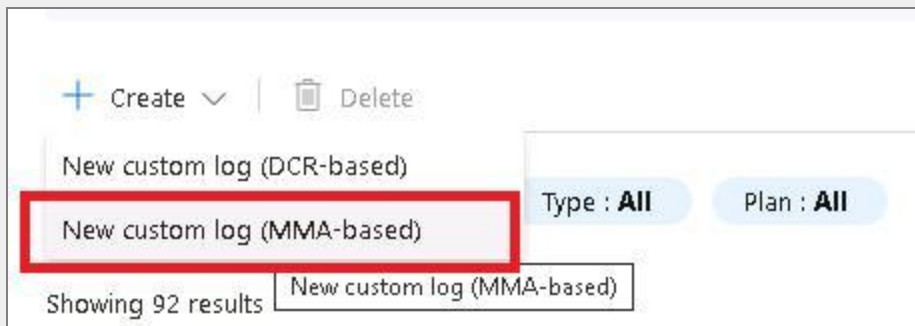 Create Delete
New custom log (DCR-based)
New custom log (MMA-based)
Type : All Plan : All
Showing 92 results
New custom log (MMA-based)